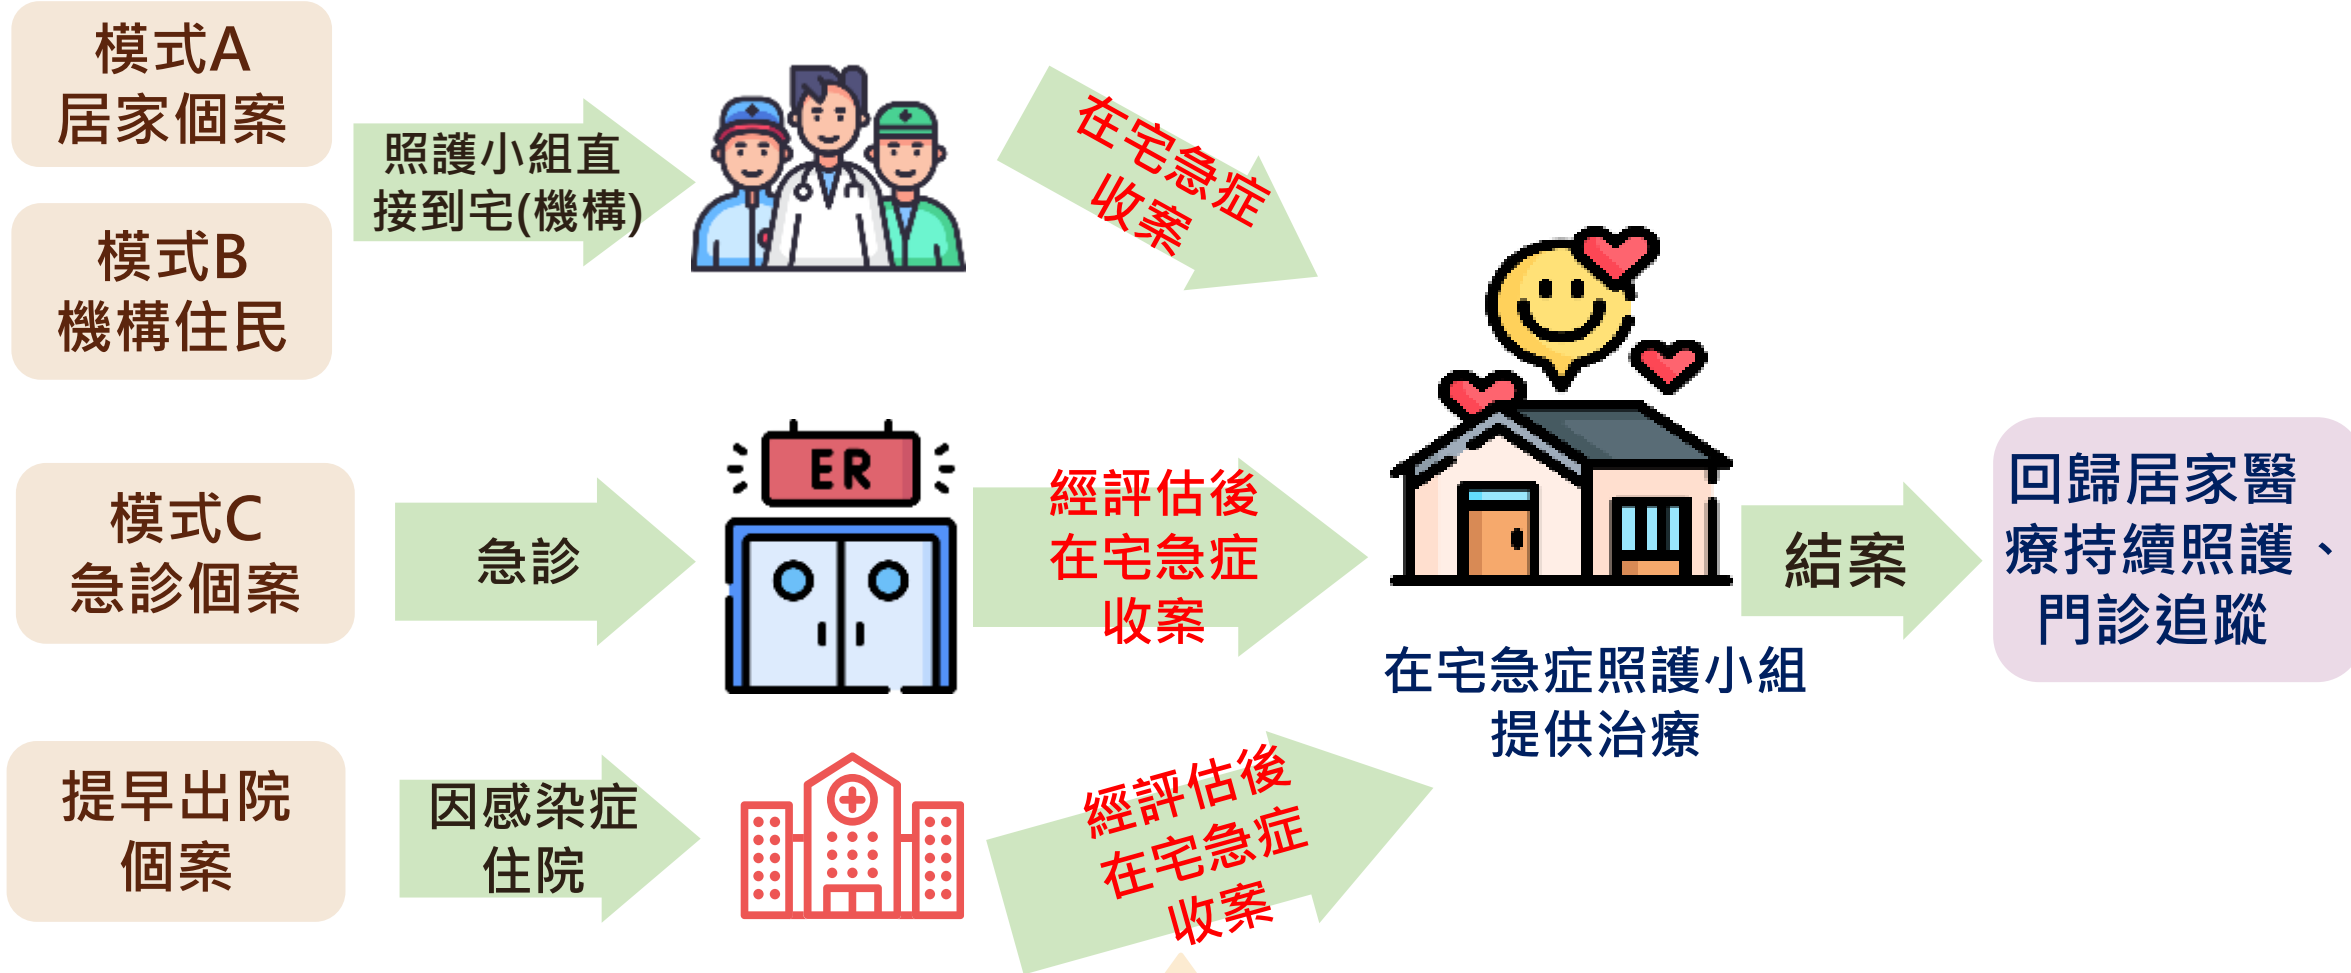 模式A
居家個案
模式B
機構住民
照護小組直
接到宅(機構)
在宅急症
收案
模式C
急診個案
急診
ER
經評估後
在宅急症
收案
提早出院
個案
因感染症
住院
經評估後
在宅急症
收案
在宅急症照護小組
提供治療
結案
回歸居家醫
療持續照護、
門診追蹤